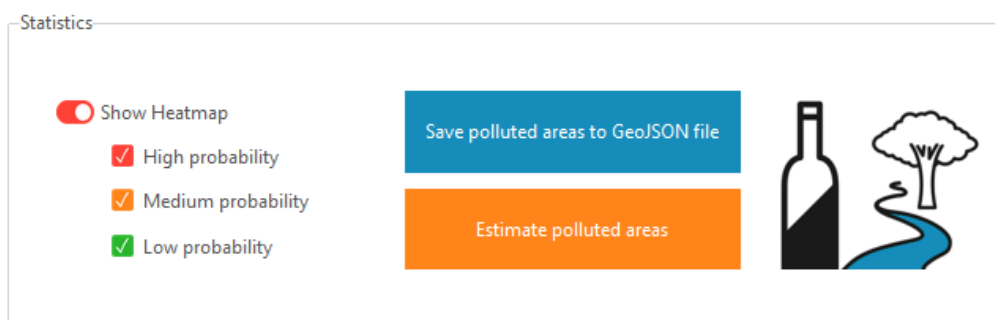 Statistics
Show Heatmap
High probability
Medium probability
Low probability
Save polluted areas to GeoJSON file
Estimate polluted areas